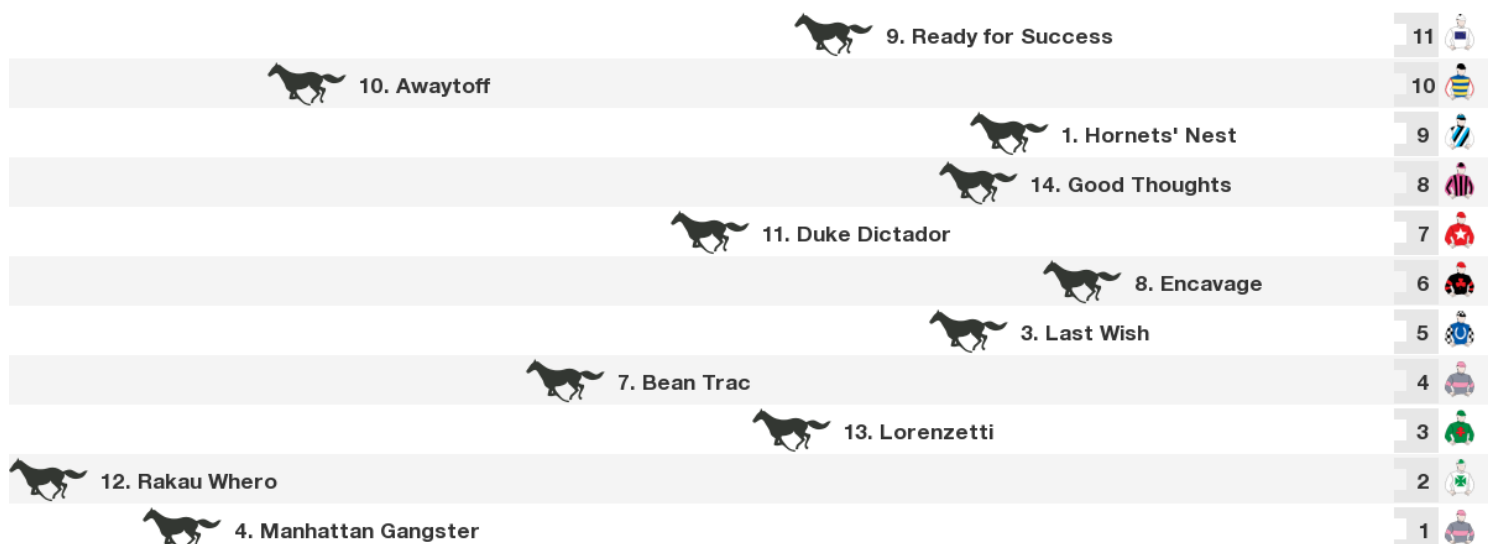 9. Ready for Success 11
10. Awaytoff 10
1. Hornets' Nest 9
14. Good Thoughts 8
11. Duke Dictador 7
8. Encavage 6
3. Last Wish 5
7. Bean Trac 4
13. Lorenzetti 3
12. Rakau Whero 2
4. Manhattan Gangster 1